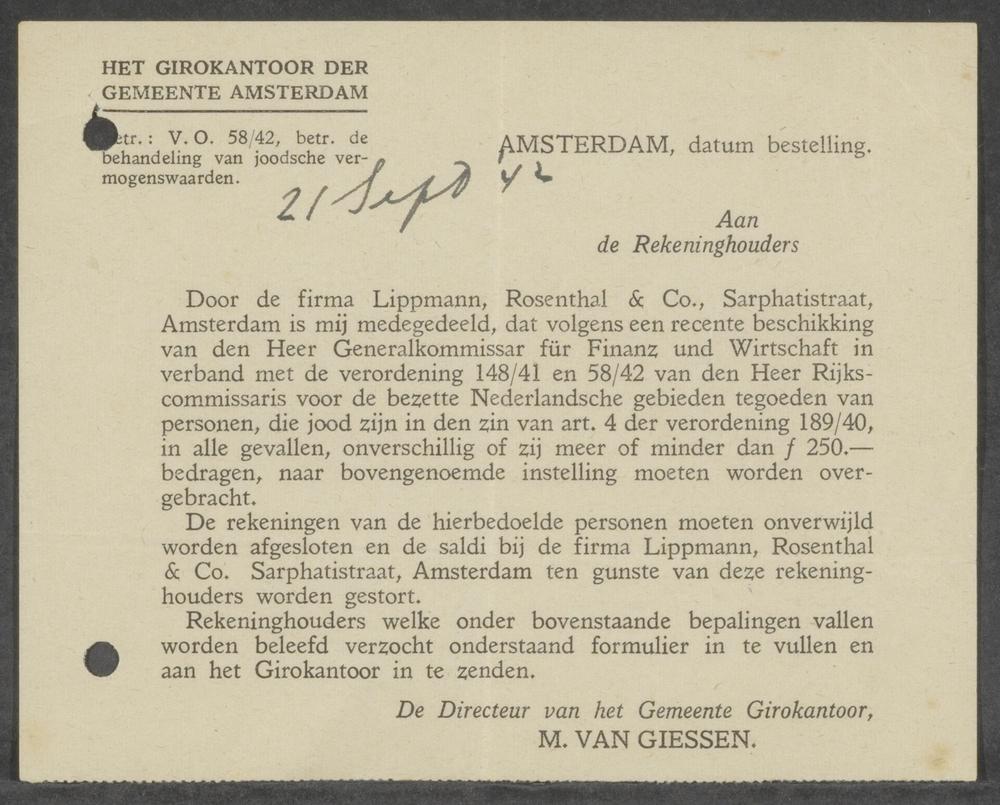 HET GIROKANTOOR DER
GEMEENTE AMSTERDAM
etr.: V.O. 58/42, betr. de
behandeling van joodsche ver-
mogenswaarden.
AMSTERDAM, datum bestelling.
21 Sept 42
Aan
de Rekeninghouders
Door de firma Lippmann, Rosenthal & Co., Sarphatistraat,
Amsterdam is mij medegedeeld, dat volgens een recente beschikking
van den Heer Generalkommissar für Finanz und Wirtschaft in
verband met de verordening 148/41 en 58/42 van den Heer Rijks-
commissaris voor de bezette Nederlandsche gebieden tegoeden van
personen, die jood zijn in den zin van art. 4 der verordening 189/40,
in alle gevallen, onverschillig of zij meer of minder dan ƒ 250.—
bedragen, naar bovengenoemde instelling moeten worden over-
gebracht.
De rekeningen van de hierbedoelde personen moeten onverwijld
worden afgesloten en de saldi bij de firma Lippmann, Rosenthal
& Co. Sarphatistraat, Amsterdam ten gunste van deze rekening-
houders worden gestort.
Rekeninghouders welke onder bovenstaande bepalingen vallen
worden beleefd verzocht onderstaand formulier in te vullen en
aan het Girokantoor in te zenden.
De Directeur van het Gemeente Girokantoor,
M. VAN GIESSEN.